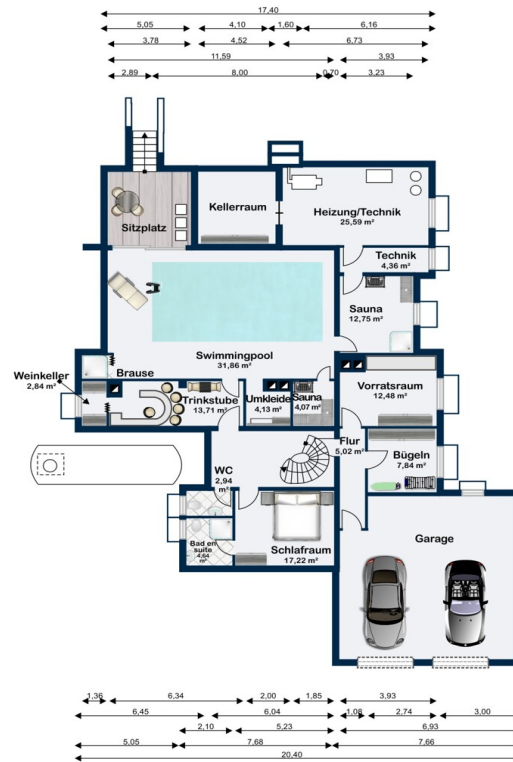 17,40
5,05 4,10 1,60 6,16
3,78 4,52 6,73
11,59 3,93
2,89 8,00 0,70 3,23
Sitzplatz
Kellerraum
Heizung/Technik
25,59 m²
Technik
4,36 m²
Sauna
12,75 m²
Swimmingpool
31,86 m²
Brause
Weinkeller
2,84 m²
Trinkstube
13,71 m²
Umkleide
4,13 m²
Sauna
4,07 m²
Vorratsraum
12,48 m²
Flur
5,02 m²
Bügeln
7,84 m²
WC
2,94 m²
Bad en
suite
4,64
m²
Schlafraum
17,22 m²
Garage
1,36 6,34 2,00 1,85 3,93
6,45 6,04 1,08 2,74 3,00
2,10 5,23 6,93
5,05 7,68 7,66
20,40